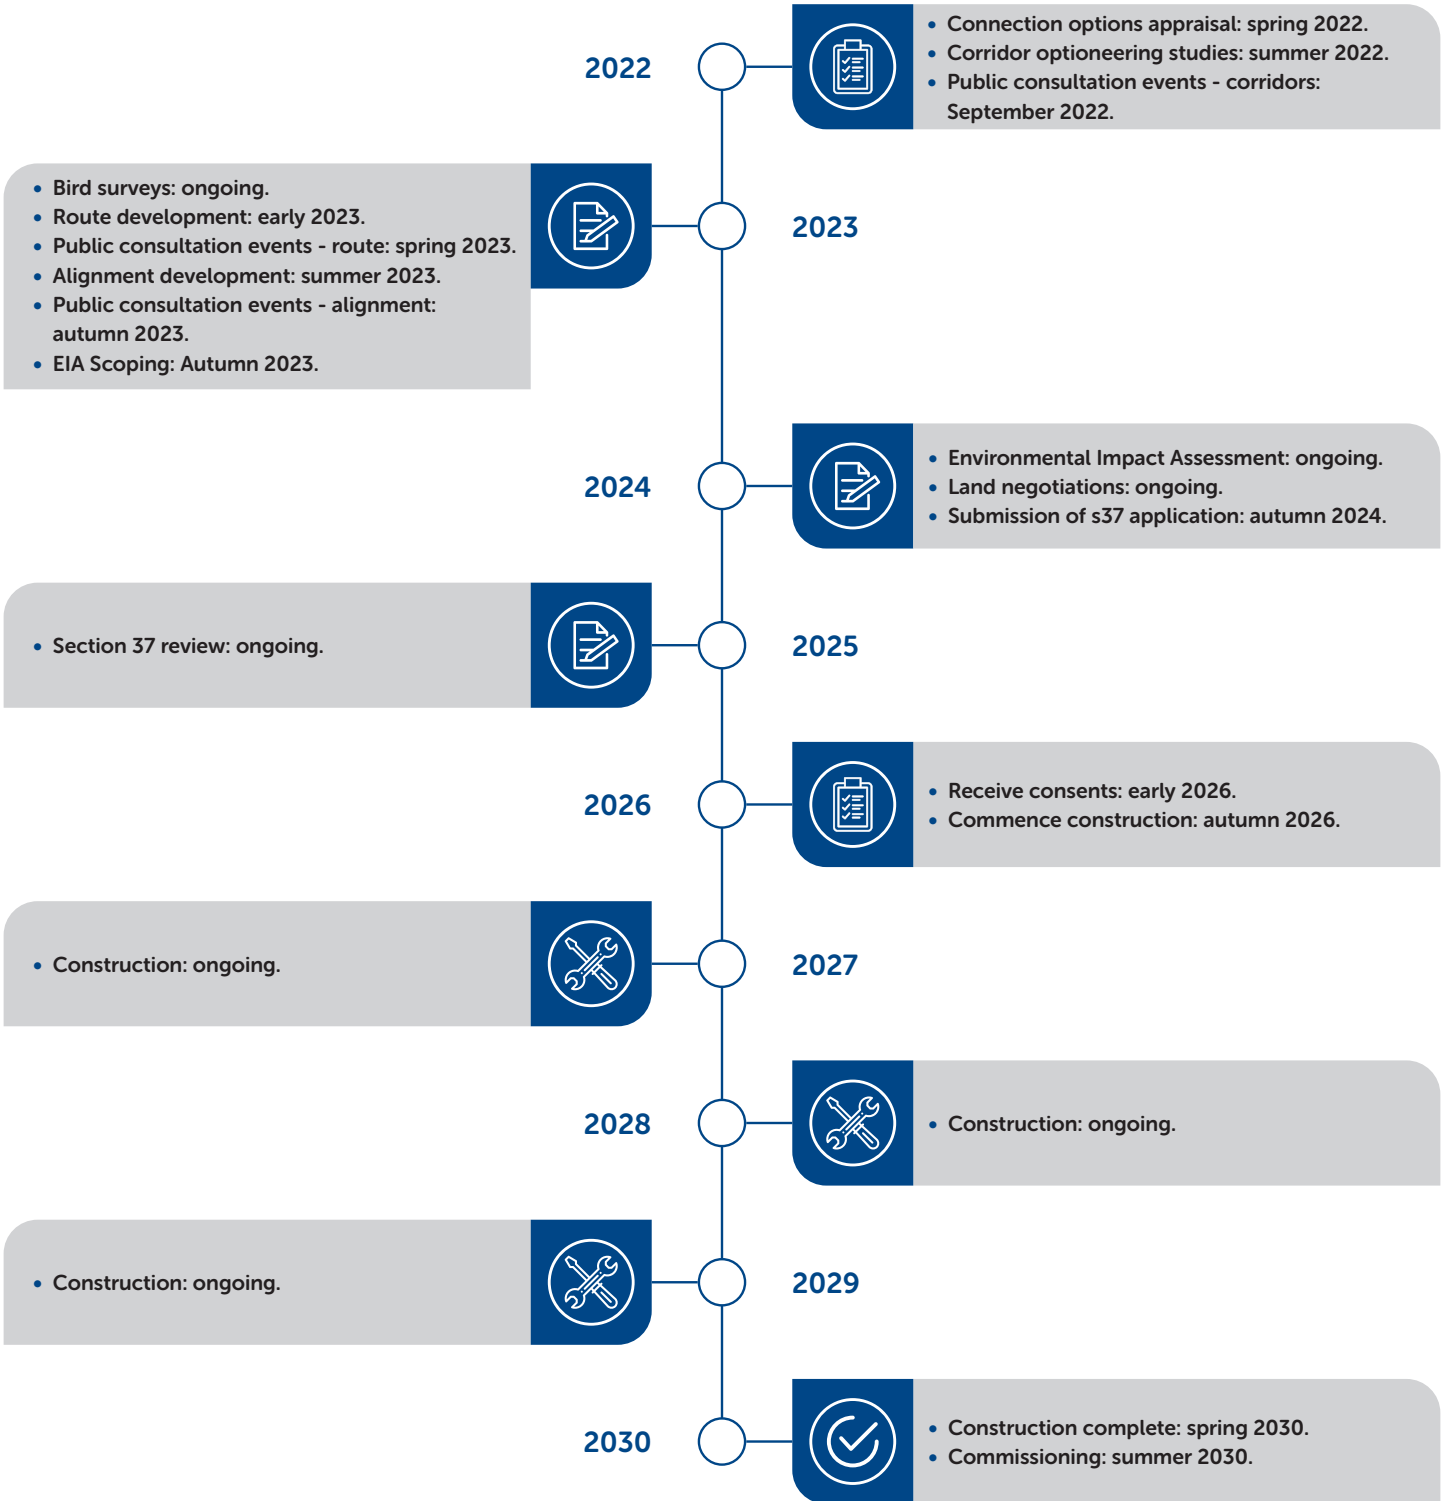 2022
• Connection options appraisal: spring 2022.
• Corridor optioneering studies: summer 2022.
• Public consultation events - corridors:
September 2022.
• Bird surveys: ongoing.
• Route development: early 2023.
• Public consultation events - route: spring 2023.
• Alignment development: summer 2023.
• Public consultation events - alignment:
autumn 2023.
• EIA Scoping: Autumn 2023.
2023
2024
• Environmental Impact Assessment: ongoing.
• Land negotiations: ongoing.
• Submission of s37 application: autumn 2024.
• Section 37 review: ongoing.
2025
2026
• Receive consents: early 2026.
• Commence construction: autumn 2026.
• Construction: ongoing.
2027
2028
• Construction: ongoing.
• Construction: ongoing.
2029
2030
• Construction complete: spring 2030.
• Commissioning: summer 2030.